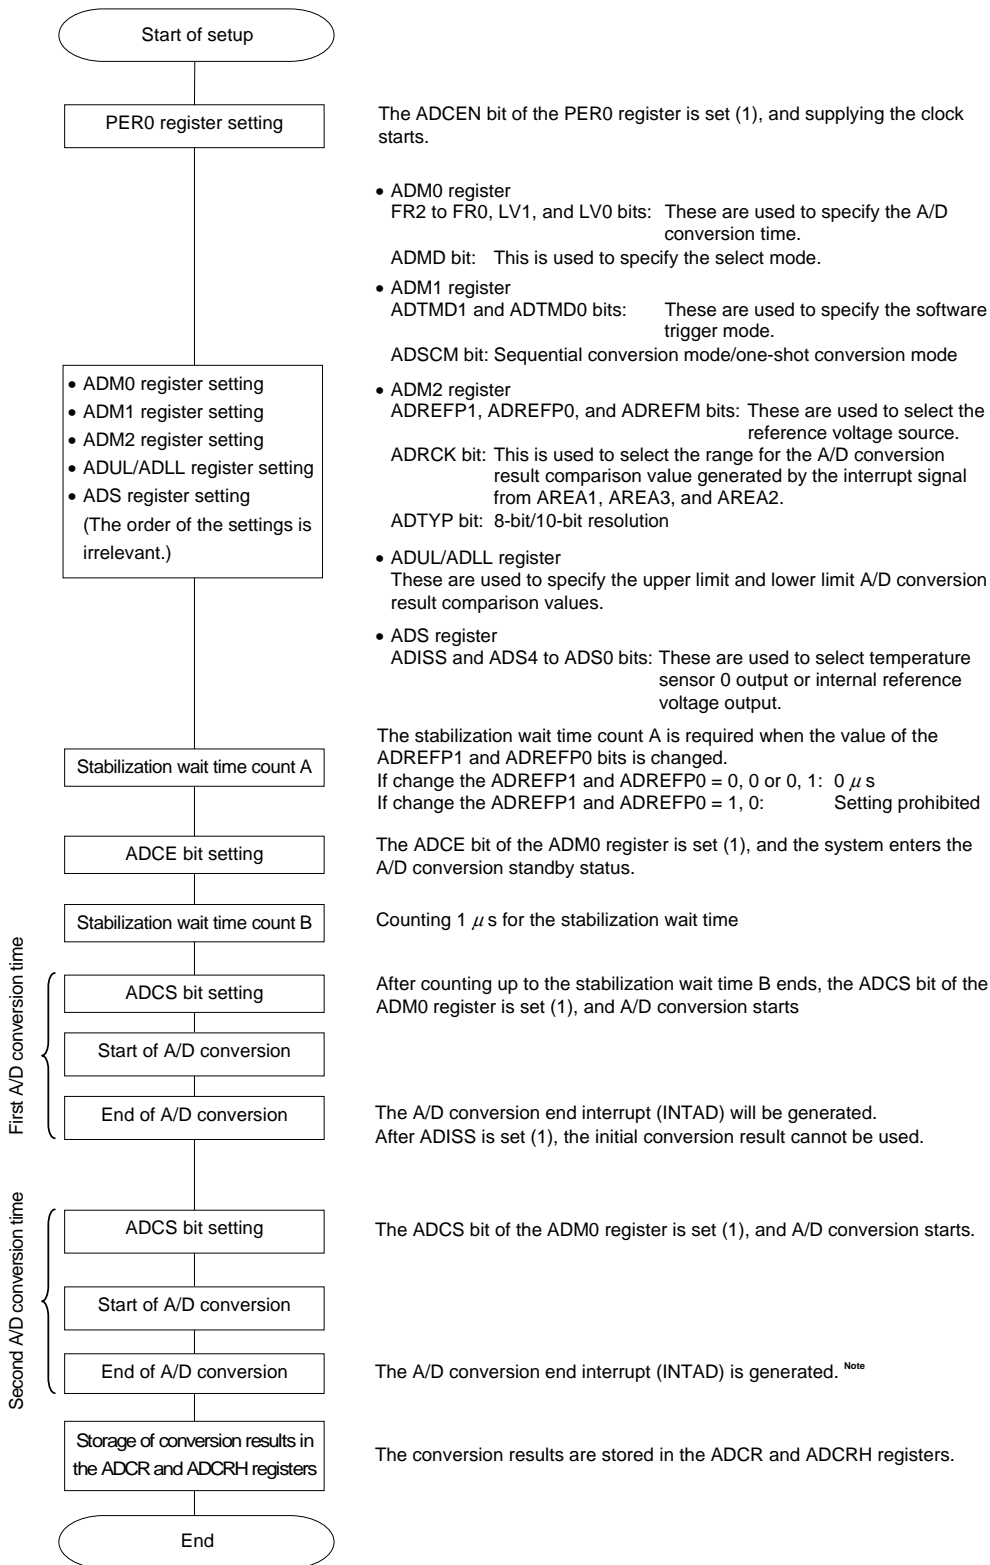 Start of setup
PER0 register setting
The ADCEN bit of the PER0 register is set (1), and supplying the clock
starts.
• ADM0 register
FR2 to FR0, LV1, and LV0 bits: These are used to specify the A/D
conversion time.
ADMD bit: This is used to specify the select mode.
• ADM1 register
ADTMD1 and ADTMD0 bits: These are used to specify the software
trigger mode.
ADSCM bit: Sequential conversion mode/one-shot conversion mode
• ADM0 register setting
• ADM1 register setting
• ADM2 register setting
• ADUL/ADLL register setting
• ADS register setting
(The order of the settings is
irrelevant.)
• ADM2 register
ADREFP1, ADREFP0, and ADREFM bits: These are used to select the
reference voltage source.
ADRCK bit: This is used to select the range for the A/D conversion
result comparison value generated by the interrupt signal
from AREA1, AREA3, and AREA2.
ADTYP bit: 8-bit/10-bit resolution
• ADUL/ADLL register
These are used to specify the upper limit and lower limit A/D conversion
result comparison values.
• ADS register
ADISS and ADS4 to ADS0 bits: These are used to select temperature
sensor 0 output or internal reference
voltage output.
Stabilization wait time count A
The stabilization wait time count A is required when the value of the
ADREFP1 and ADREFP0 bits is changed.
If change the ADREFP1 and ADREFP0 = 0, 0 or 0, 1: 0 μ s
If change the ADREFP1 and ADREFP0 = 1, 0: Setting prohibited
ADCE bit setting
The ADCE bit of the ADM0 register is set (1), and the system enters the
A/D conversion standby status.
Stabilization wait time count B
Counting 1 μ s for the stabilization wait time
First A/D conversion time
ADCS bit setting
After counting up to the stabilization wait time B ends, the ADCS bit of the
ADM0 register is set (1), and A/D conversion starts
Start of A/D conversion
End of A/D conversion
The A/D conversion end interrupt (INTAD) will be generated.
After ADISS is set (1), the initial conversion result cannot be used.
Second A/D conversion time
ADCS bit setting
The ADCS bit of the ADM0 register is set (1), and A/D conversion starts.
Start of A/D conversion
End of A/D conversion
The A/D conversion end interrupt (INTAD) is generated. Note
Storage of conversion results in
the ADCR and ADCRH registers
The conversion results are stored in the ADCR and ADCRH registers.
End